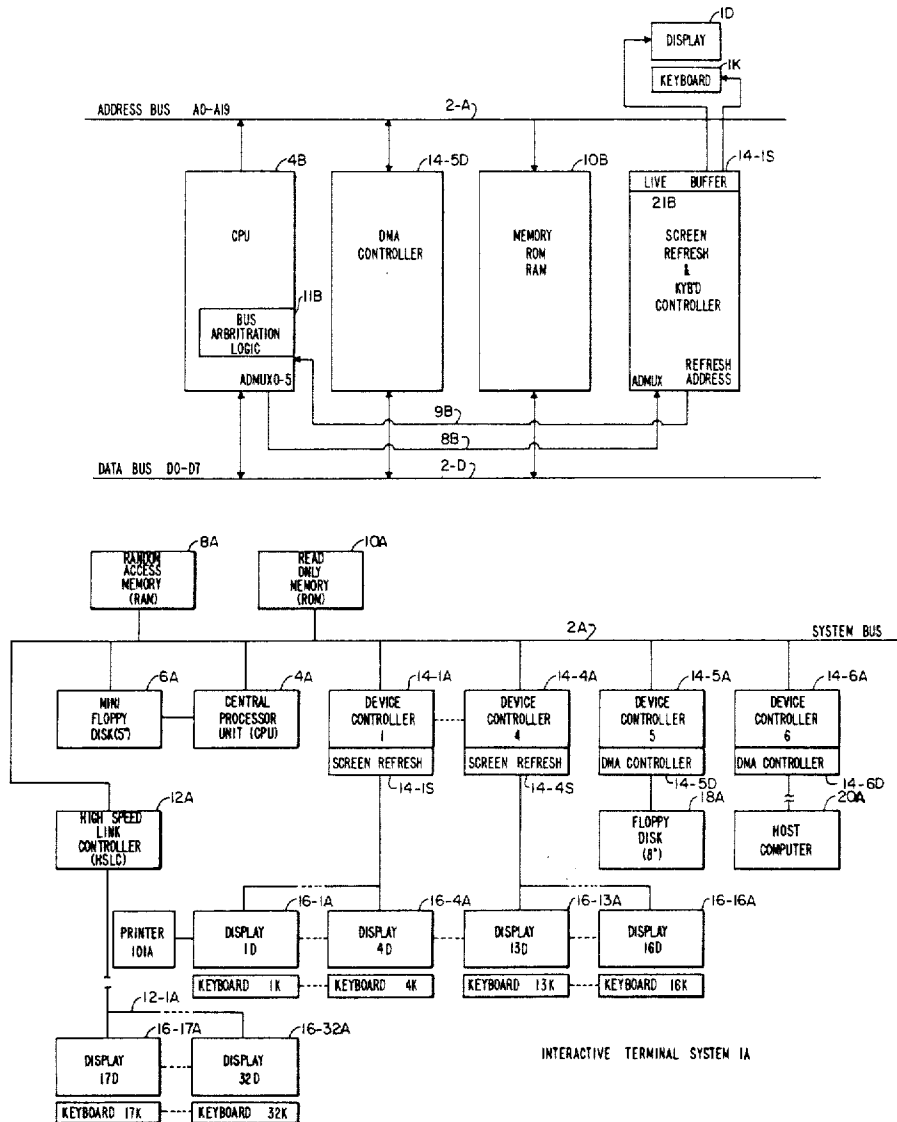 1D
DISPLAY
1K
KEYBOARD
ADDRESS BUS A0-A19
2-A
4B
14-5D
10B
14-1S
CPU
DMA
CONTROLLER
MEMORY
ROM
RAM
LIVE BUFFER
21B
SCREEN
REFRESH
&
KYB'D
CONTROLLER
11B
BUS
ARBRITRATION
LOGIC
ADMUX0-5
ADMUX
REFRESH
ADDRESS
9B
8B
DATA BUS D0-D7
2-D
8A
RANDOM
ACCESS
MEMORY
(RAM)
10A
READ
ONLY
MEMORY
(ROM)
2A
SYSTEM BUS
6A
MINI
FLOPPY
DISK(5")
4A
CENTRAL
PROCESSOR
UNIT (CPU)
14-1A
DEVICE
CONTROLLER
1
SCREEN REFRESH
14-1S
14-4A
DEVICE
CONTROLLER
4
SCREEN REFRESH
14-4S
14-5A
DEVICE
CONTROLLER
5
DMA CONTROLLER
14-5D
14-6A
DEVICE
CONTROLLER
6
DMA CONTROLLER
14-6D
12A
HIGH SPEED
LINK
CONTROLLER
(HSLC)
18A
FLOPPY
DISK
(8")
20A
HOST
COMPUTER
PRINTER
101A
16-1A
DISPLAY
1D
KEYBOARD 1K
16-4A
DISPLAY
4D
KEYBOARD 4K
16-13A
DISPLAY
13D
KEYBOARD 13K
16-16A
DISPLAY
16D
KEYBOARD 16K
12-1A
16-17A
DISPLAY
17D
KEYBOARD 17K
16-32A
DISPLAY
32D
KEYBOARD 32K
INTERACTIVE TERMINAL SYSTEM 1A